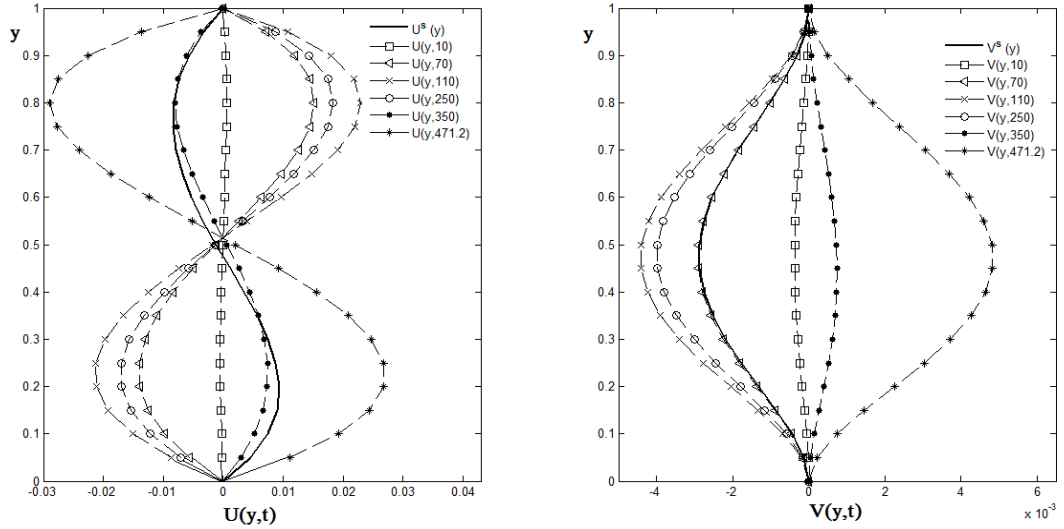 y
1
0.9
0.8
0.7
0.6
0.5
0.4
0.3
0.2
0.1
0
-0.03
-0.02
-0.01
0
0.01
0.02
0.03
0.04
U(y,t)
U^s (y)
U(y,10)
U(y,70)
U(y,110)
U(y,250)
U(y,350)
U(y,471.2)
y
1
0.9
0.8
0.7
0.6
0.5
0.4
0.3
0.2
0.1
0
-4
-2
0
2
4
6
x 10^-3
V(y,t)
V^s (y)
V(y,10)
V(y,70)
V(y,110)
V(y,250)
V(y,350)
V(y,471.2)